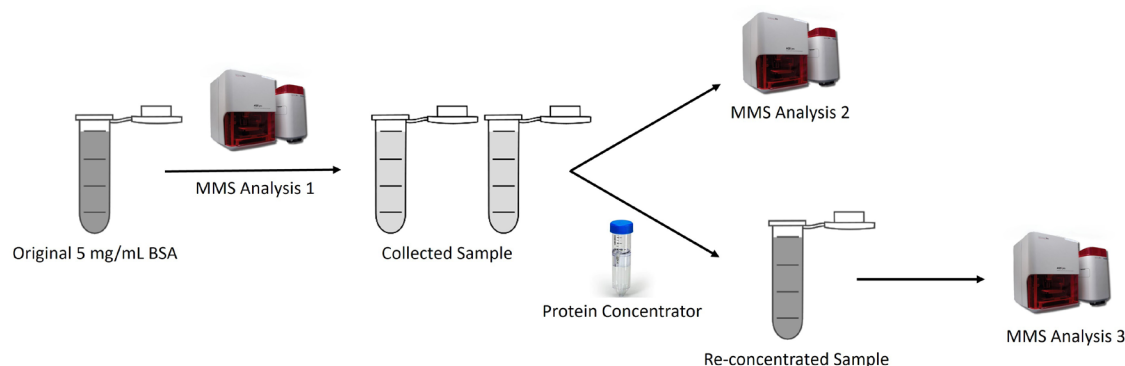 MMS Analysis 1
Original 5 mg/mL BSA
Collected Sample
MMS Analysis 2
Protein Concentrator
Re-concentrated Sample
MMS Analysis 3